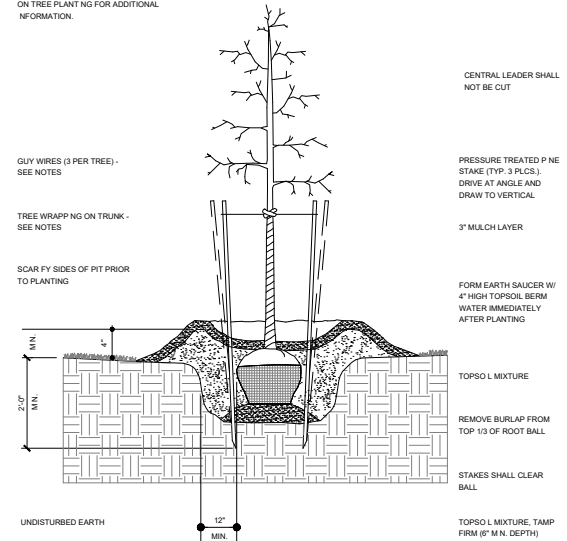 ON TREE PLANT NG FOR ADDITIONAL
NFORMATION.
CENTRAL LEADER SHALL
NOT BE CUT
GUY WIRES (3 PER TREE) -
SEE NOTES
PRESSURE TREATED P NE
STAKE (TYP. 3 PLCS.).
DRIVE AT ANGLE AND
DRAW TO VERTICAL
TREE WRAPP NG ON TRUNK -
SEE NOTES
3" MULCH LAYER
SCAR FY SIDES OF PIT PRIOR
TO PLANTING
FORM EARTH SAUCER W/
4" HIGH TOPSOIL BERM
WATER IMMEDIATELY
AFTER PLANTING
M N.
4"
2'-0"
M N.
TOPSO L MIXTURE
REMOVE BURLAP FROM
TOP 1/3 OF ROOT BALL
STAKES SHALL CLEAR
BALL
UNDISTURBED EARTH
12"
MIN.
TOPSO L MIXTURE, TAMP
FIRM (6" M N. DEPTH)